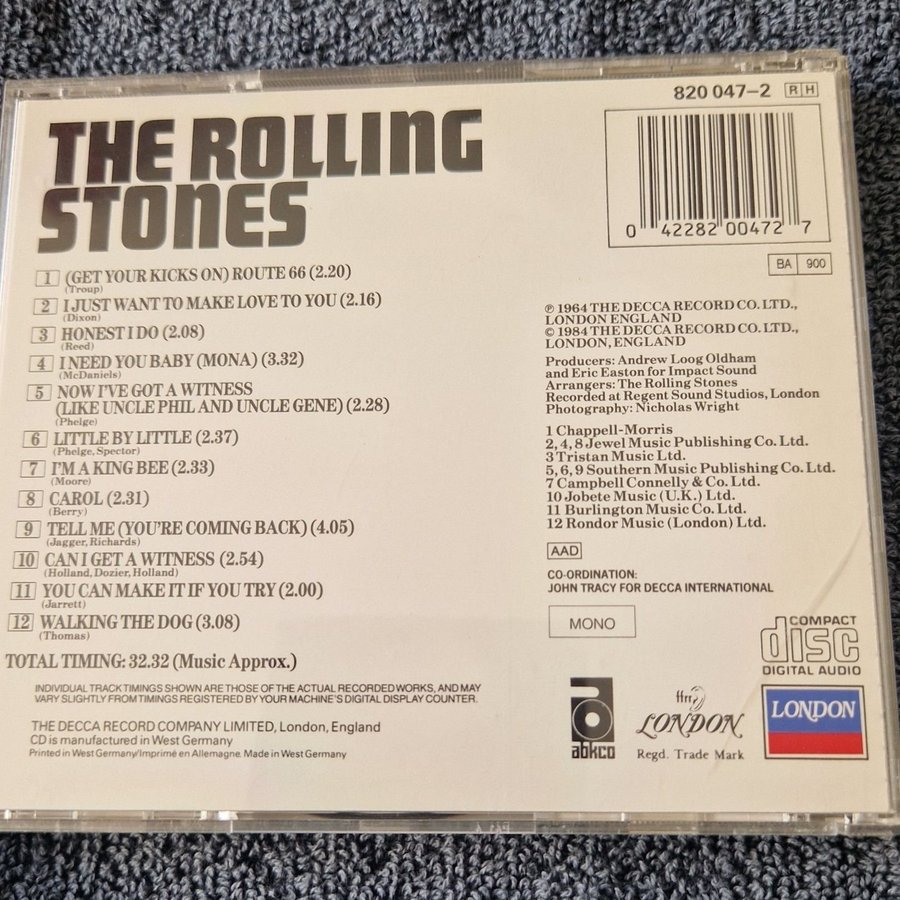 820 047-2 RH
THE ROLLING
STONES
0 42282 00472 7
BA 900
1 (GET YOUR KICKS ON) ROUTE 66 (2.20)
(Troup)
2 I JUST WANT TO MAKE LOVE TO YOU (2.16)
(Dixon)
3 HONEST I DO (2.08)
(Reed)
4 I NEED YOU BABY (MONA) (3.32)
(McDaniels)
5 NOW I'VE GOT A WITNESS
(LIKE UNCLE PHIL AND UNCLE GENE) (2.28)
(Phelge)
6 LITTLE BY LITTLE (2.37)
(Phelge, Spector)
7 I'M A KING BEE (2.33)
(Moore)
8 CAROL (2.31)
(Berry)
9 TELL ME (YOU'RE COMING BACK) (4.05)
(Jagger, Richards)
10 CAN I GET A WITNESS (2.54)
(Holland, Dozier, Holland)
11 YOU CAN MAKE IT IF YOU TRY (2.00)
(Jarrett)
12 WALKING THE DOG (3.08)
(Thomas)
TOTAL TIMING: 32.32 (Music Approx.)
INDIVIDUAL TRACK TIMINGS SHOWN ARE THOSE OF THE ACTUAL RECORDED WORKS, AND MAY
VARY SLIGHTLY FROM TIMINGS REGISTERED BY YOUR MACHINE'S DIGITAL DISPLAY COUNTER.
THE DECCA RECORD COMPANY LIMITED, London, England
CD is manufactured in West Germany
Printed in West Germany/Imprimé en Allemagne. Made in West Germany
℗ 1964 THE DECCA RECORD CO. LTD.,
LONDON ENGLAND
© 1984 THE DECCA RECORD CO. LTD.,
LONDON, ENGLAND
Producers: Andrew Loog Oldham
and Eric Easton for Impact Sound
Arrangers: The Rolling Stones
Recorded at Regent Sound Studios, London
Photography: Nicholas Wright
1 Chappell-Morris
2, 4, 8 Jewel Music Publishing Co. Ltd.
3 Tristan Music Ltd.
5, 6, 9 Southern Music Publishing Co. Ltd.
7 Campbell Connelly & Co. Ltd.
10 Jobete Music (U.K.) Ltd.
11 Burlington Music Co. Ltd.
12 Rondor Music (London) Ltd.
AAD
CO-ORDINATION:
JOHN TRACY FOR DECCA INTERNATIONAL
MONO
COMPACT
disc
DIGITAL AUDIO
abkco
ffrr
LONDON
Regd. Trade Mark
LONDON